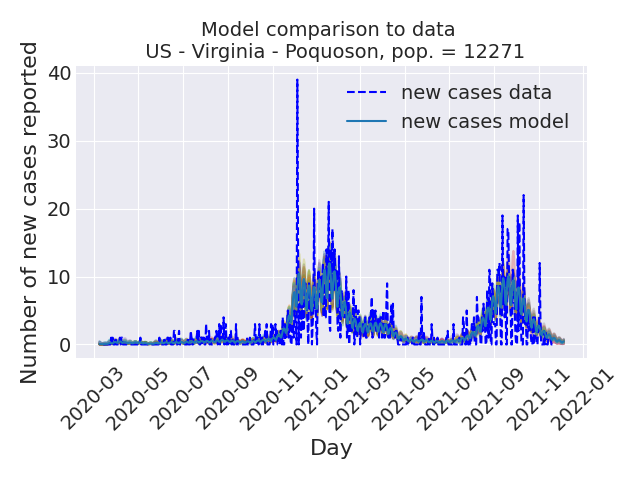 Model comparison to data
US - Virginia - Poquoson, pop. = 12271
Number of new cases reported
40
30
20
10
0
new cases data
new cases model
2020-03
2020-05
2020-07
2020-09
2020-11
2021-01
2021-03
2021-05
2021-07
2021-09
2021-11
2022-01
Day